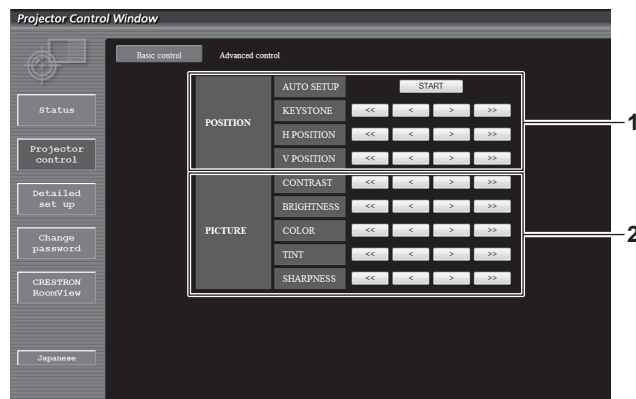 Projector Control Window
Basic control Advanced control
Status
Projector
control
Detailed
set up
Change
password
CRESTRON
RoomView
Japanese
POSITION
AUTO SETUP START
KEYSTONE << < > >>
H POSITION << < > >>
V POSITION << < > >>
1
PICTURE
CONTRAST << < > >>
BRIGHTNESS << < > >>
COLOR << < > >>
TINT << < > >>
SHARPNESS << < > >>
2